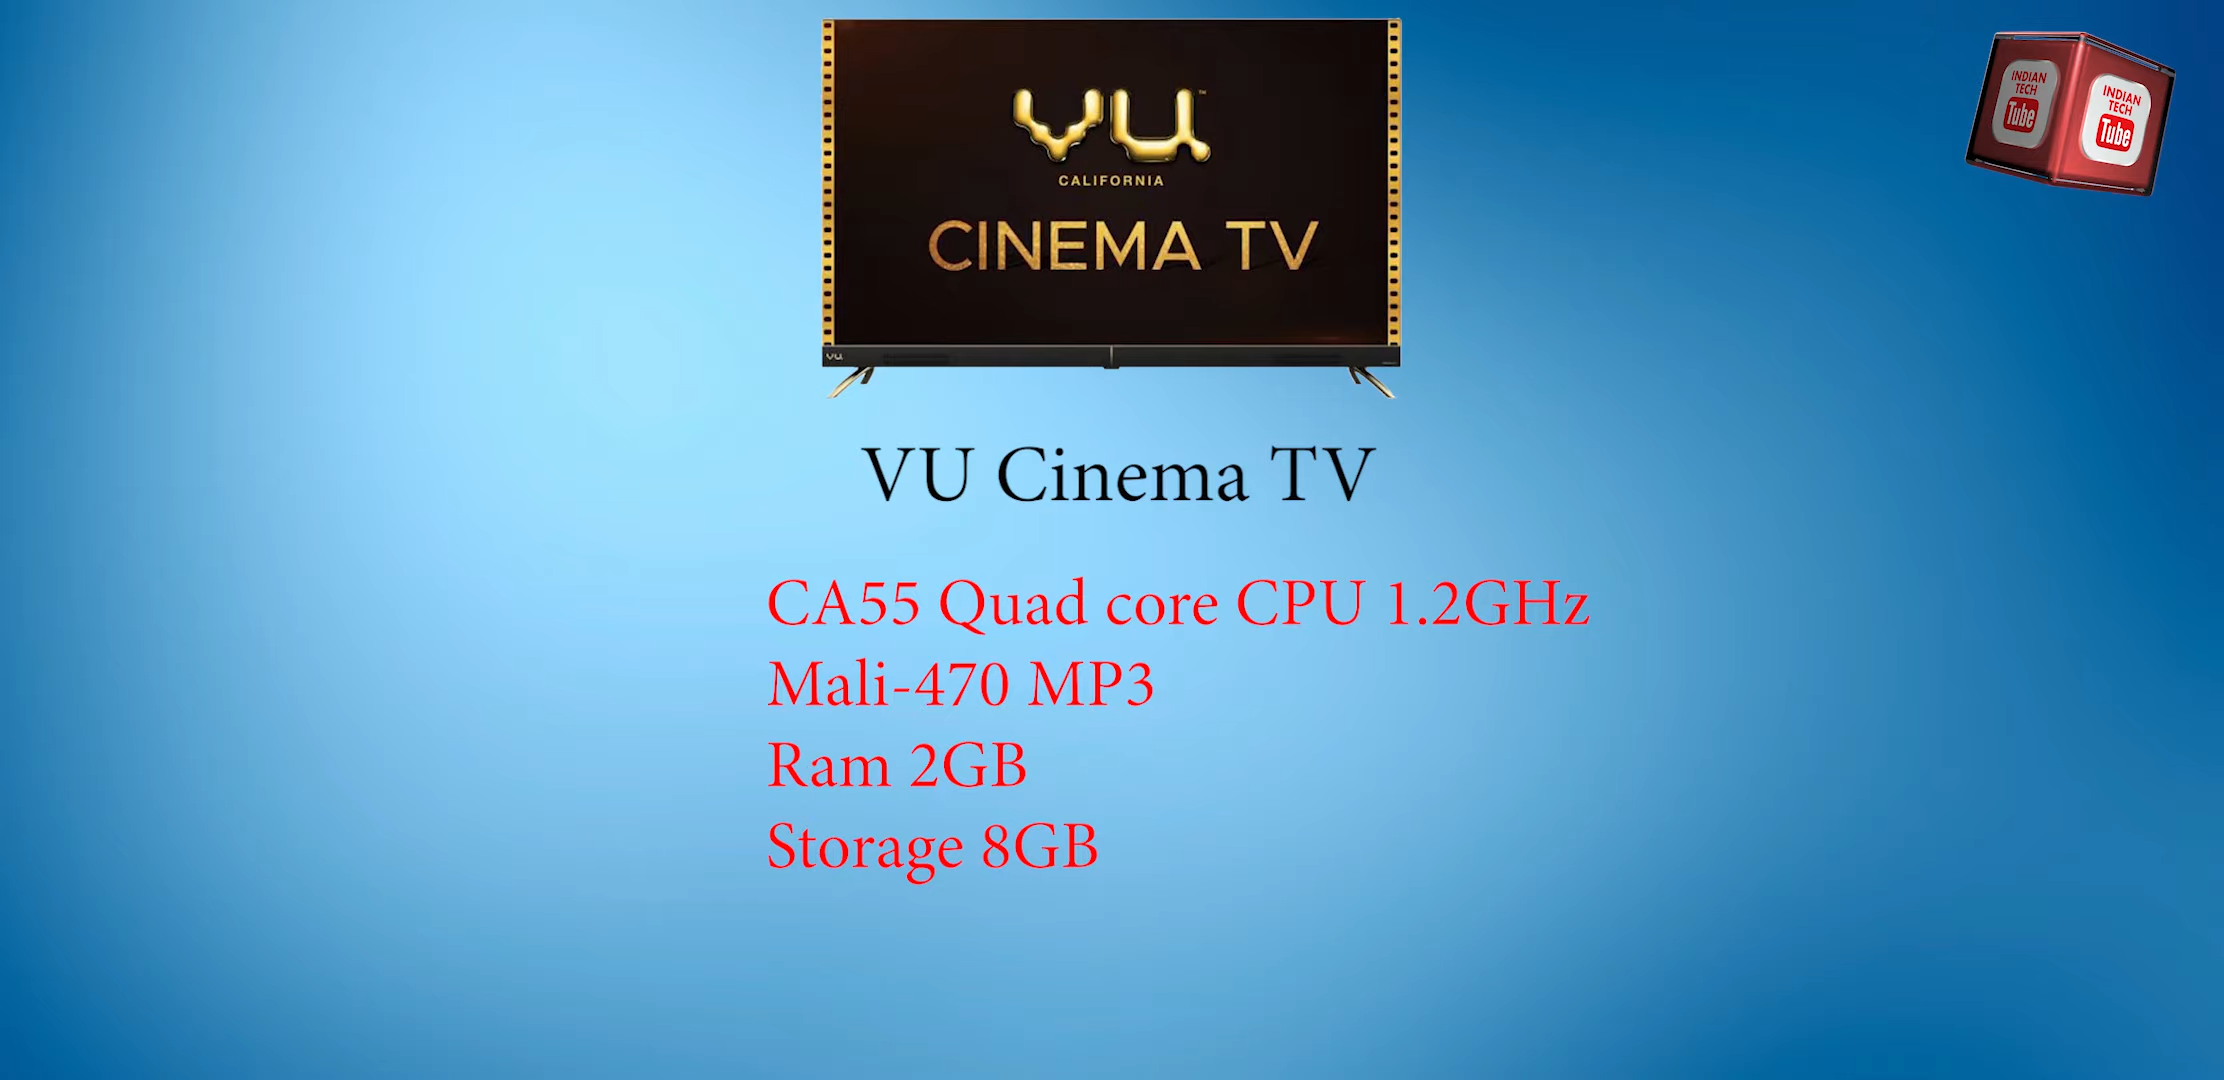 VU
CALIFORNIA
CINEMA TV
vu
INDIAN
TECH
Tube
INDIAN
TECH
Tube
VU Cinema TV
CA55 Quad core CPU 1.2GHz
Mali-470 MP3
Ram 2GB
Storage 8GB